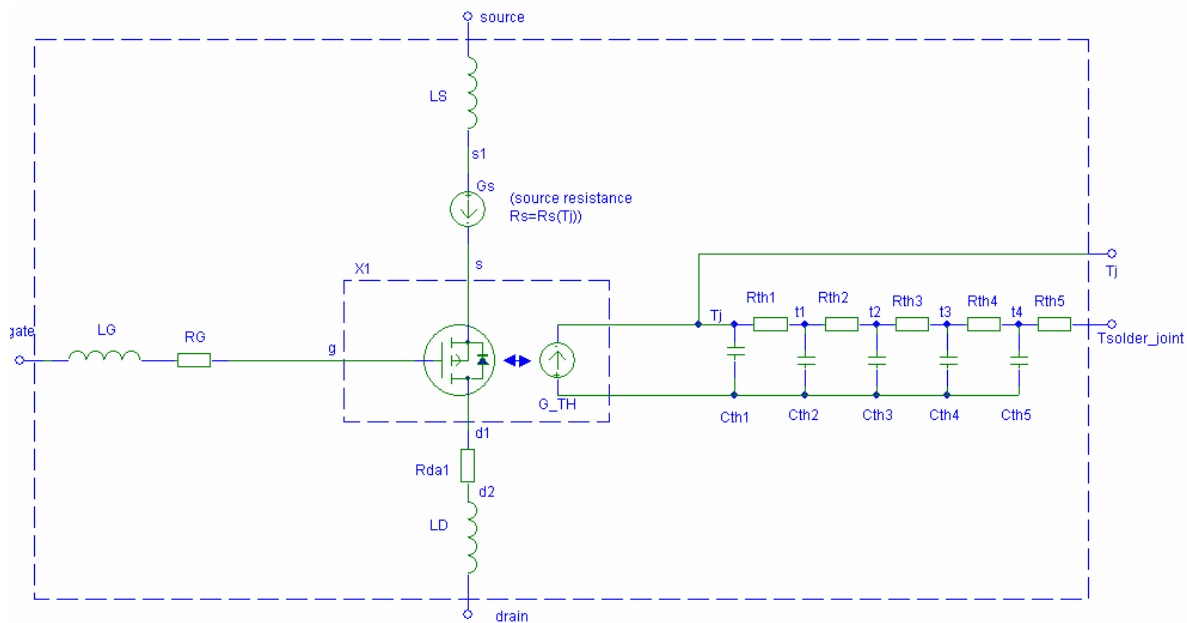 source
LS
s1
Gs
(source resistance
Rs=Rs(Tj))
s
X1
Tj
Rth1
t1
Rth2
t2
Rth3
t3
Rth4
t4
Rth5
Tj
Tsolder_joint
gate
LG
RG
g
G_TH
Cth1
Cth2
Cth3
Cth4
Cth5
d1
Rda1
d2
LD
drain